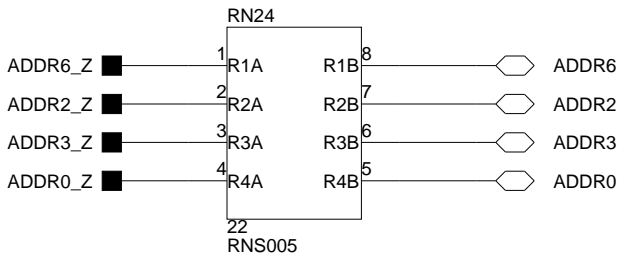 RN24
ADDR6_Z 1 R1A R1B 8 ADDR6
ADDR2_Z 2 R2A R2B 7 ADDR2
ADDR3_Z 3 R3A R3B 6 ADDR3
ADDR0_Z 4 R4A R4B 5 ADDR0
22
RNS005